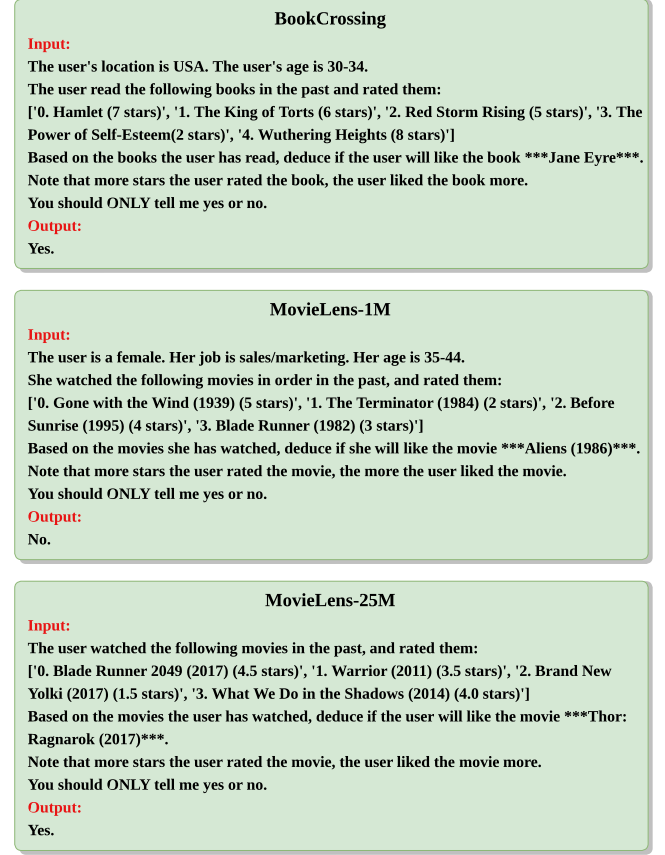 BookCrossing
Input:
The user's location is USA. The user's age is 30-34.
The user read the following books in the past and rated them:
['0. Hamlet (7 stars)', '1. The King of Torts (6 stars)', '2. Red Storm Rising (5 stars)', '3. The
Power of Self-Esteem(2 stars)', '4. Wuthering Heights (8 stars)']
Based on the books the user has read, deduce if the user will like the book ***Jane Eyre***.
Note that more stars the user rated the book, the user liked the book more.
You should ONLY tell me yes or no.
Output:
Yes.
MovieLens-1M
Input:
The user is a female. Her job is sales/marketing. Her age is 35-44.
She watched the following movies in order in the past, and rated them:
['0. Gone with the Wind (1939) (5 stars)', '1. The Terminator (1984) (2 stars)', '2. Before
Sunrise (1995) (4 stars)', '3. Blade Runner (1982) (3 stars)']
Based on the movies she has watched, deduce if she will like the movie ***Aliens (1986)***.
Note that more stars the user rated the movie, the more the user liked the movie.
You should ONLY tell me yes or no.
Output:
No.
MovieLens-25M
Input:
The user watched the following movies in the past, and rated them:
['0. Blade Runner 2049 (2017) (4.5 stars)', '1. Warrior (2011) (3.5 stars)', '2. Brand New
Yolki (2017) (1.5 stars)', '3. What We Do in the Shadows (2014) (4.0 stars)']
Based on the movies the user has watched, deduce if the user will like the movie ***Thor:
Ragnarok (2017)***.
Note that more stars the user rated the movie, the user liked the movie more.
You should ONLY tell me yes or no.
Output:
Yes.